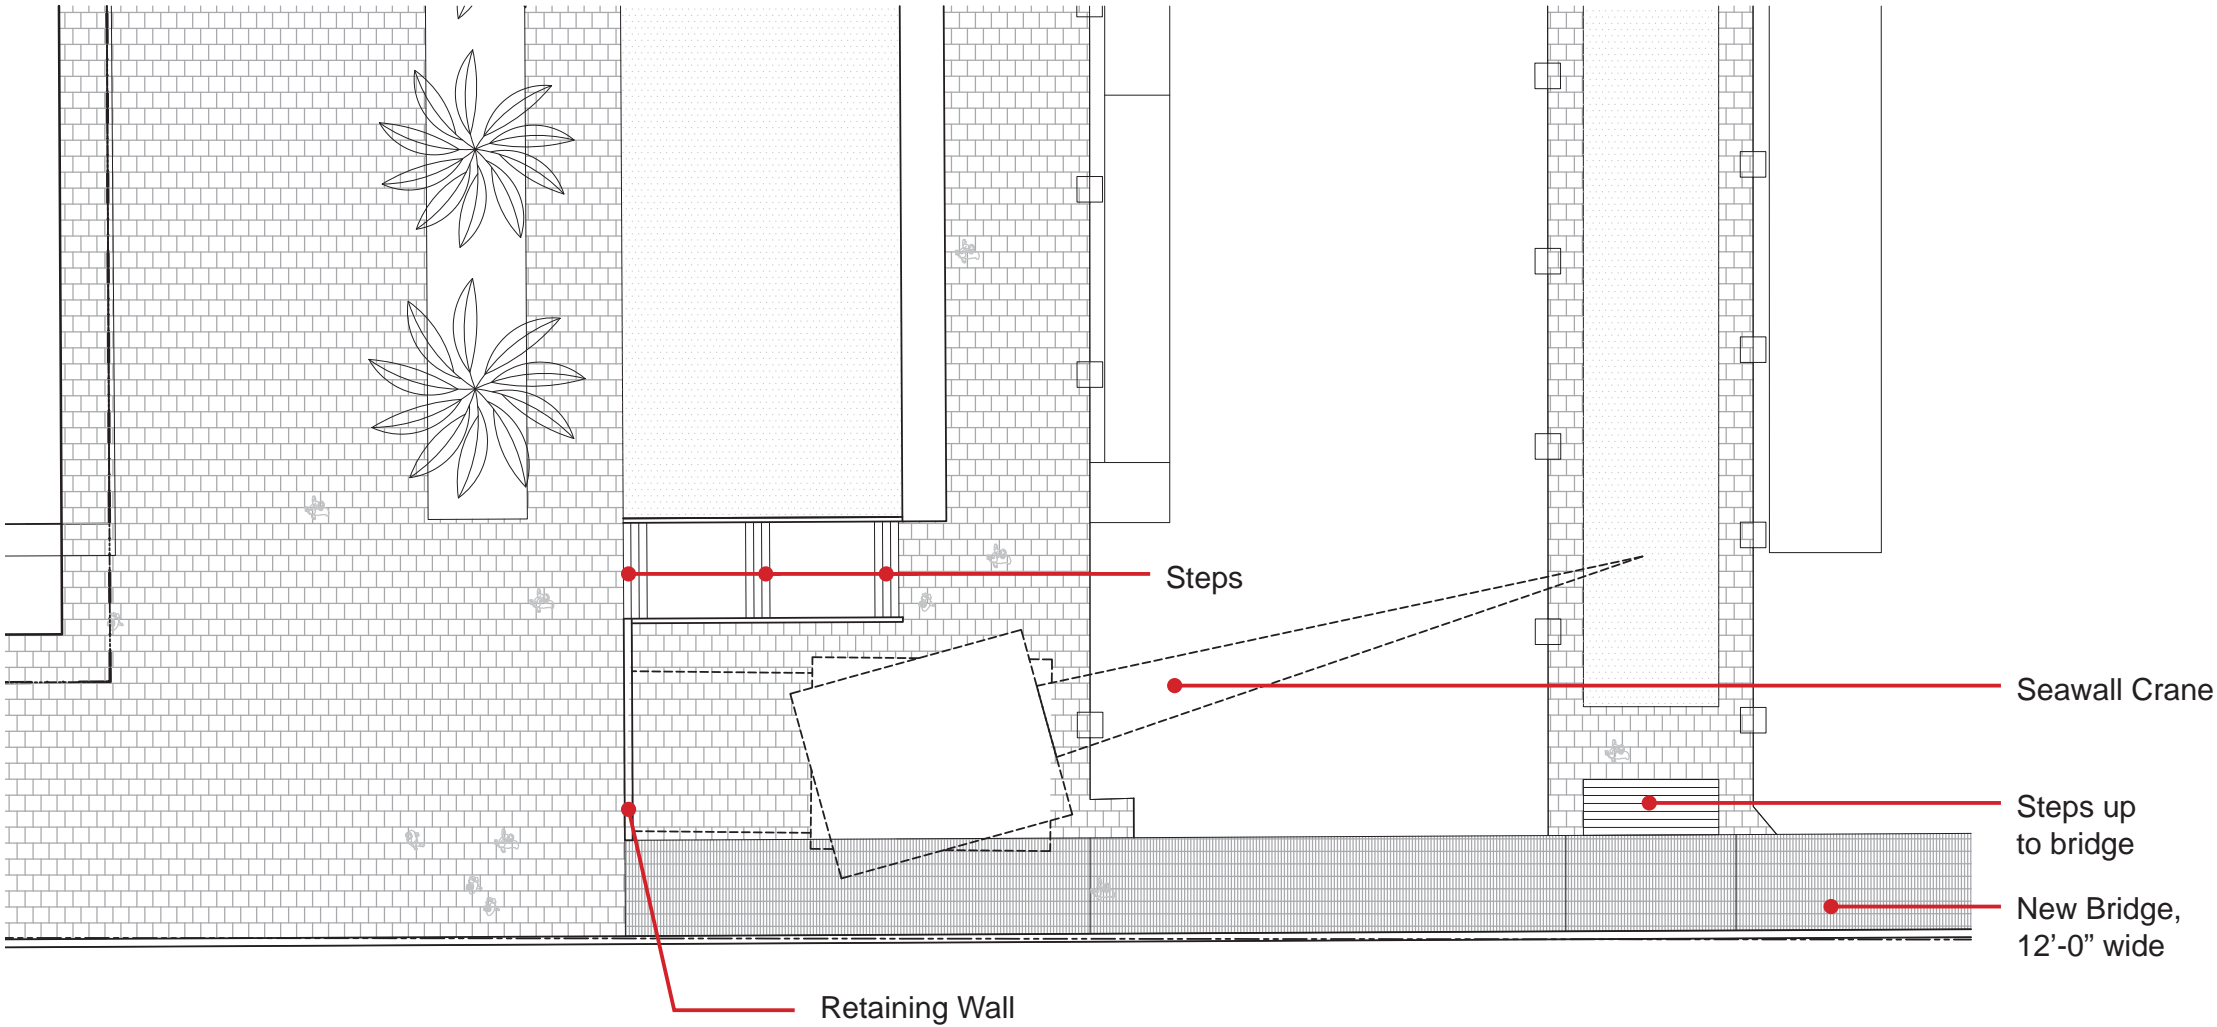 Steps
Seawall Crane
Steps up
to bridge
New Bridge,
12’-0” wide
Retaining Wall